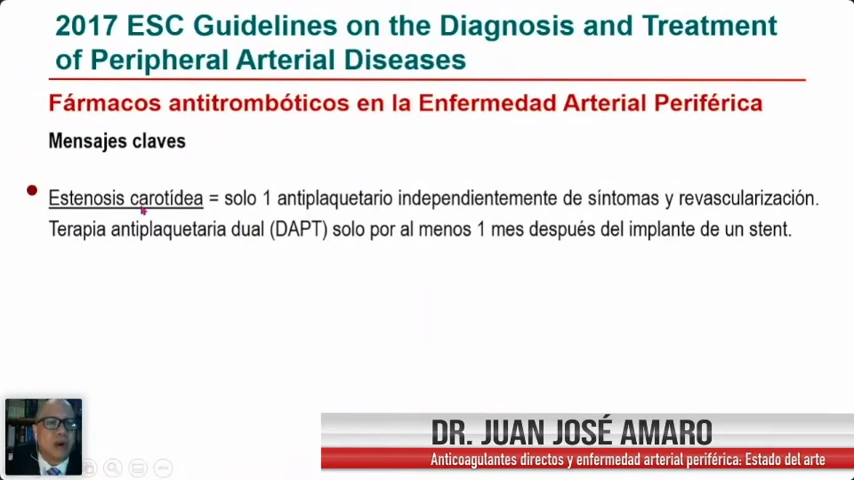 2017 ESC Guidelines on the Diagnosis and Treatment
of Peripheral Arterial Diseases
Fármacos antitrombóticos en la Enfermedad Arterial Periférica
Mensajes claves
Estenosis carotídea = solo 1 antiplaquetario independientemente de síntomas y revascularización.
Terapia antiplaquetaria dual (DAPT) solo por al menos 1 mes después del implante de un stent.
DR. JUAN JOSÉ AMARO
Anticoagulantes directos y enfermedad arterial periférica: Estado del arte